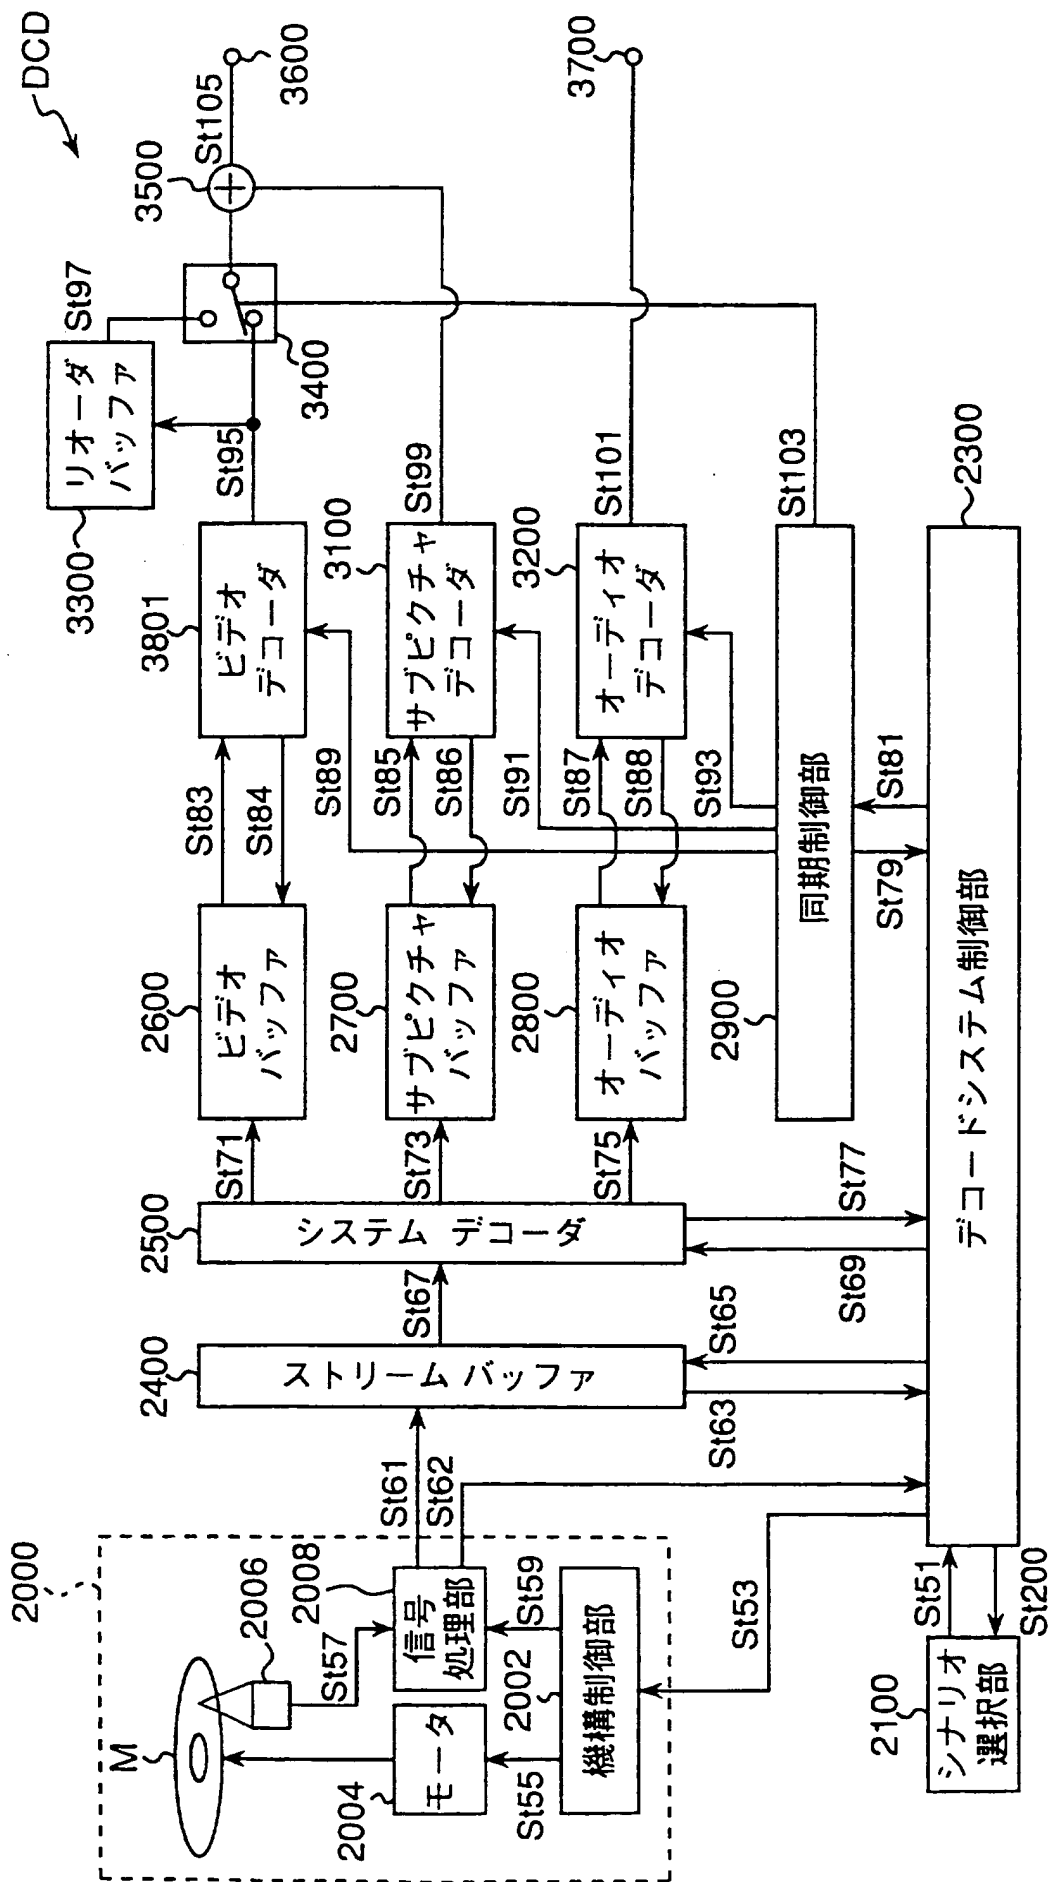 DCD
2000
M
2006
St57
2008
信号
処理部
2004
モータ
2002
St55
St59
機構制御部
St61
St62
St53
2100
シナリオ
選択部
St51
St200
2400
ストリーム バッファ
St63
St65
St67
2500
システム デコーダ
St69
St77
St71
St73
St75
2600
ビデオ
バッファ
2700
サブピクチャ
バッファ
2800
オーディオ
バッファ
2900
同期制御部
St79
St81
2300
デコードシステム制御部
St83
St84
St89
St85
St86
St91
St87
St88
St93
3801
ビデオ
デコーダ
3100
サブピクチャ
デコーダ
3200
オーディオ
デコーダ
St95
St99
St101
St103
3300
リオーダ
バッファ
St97
3400
3500
St105
3600
3700